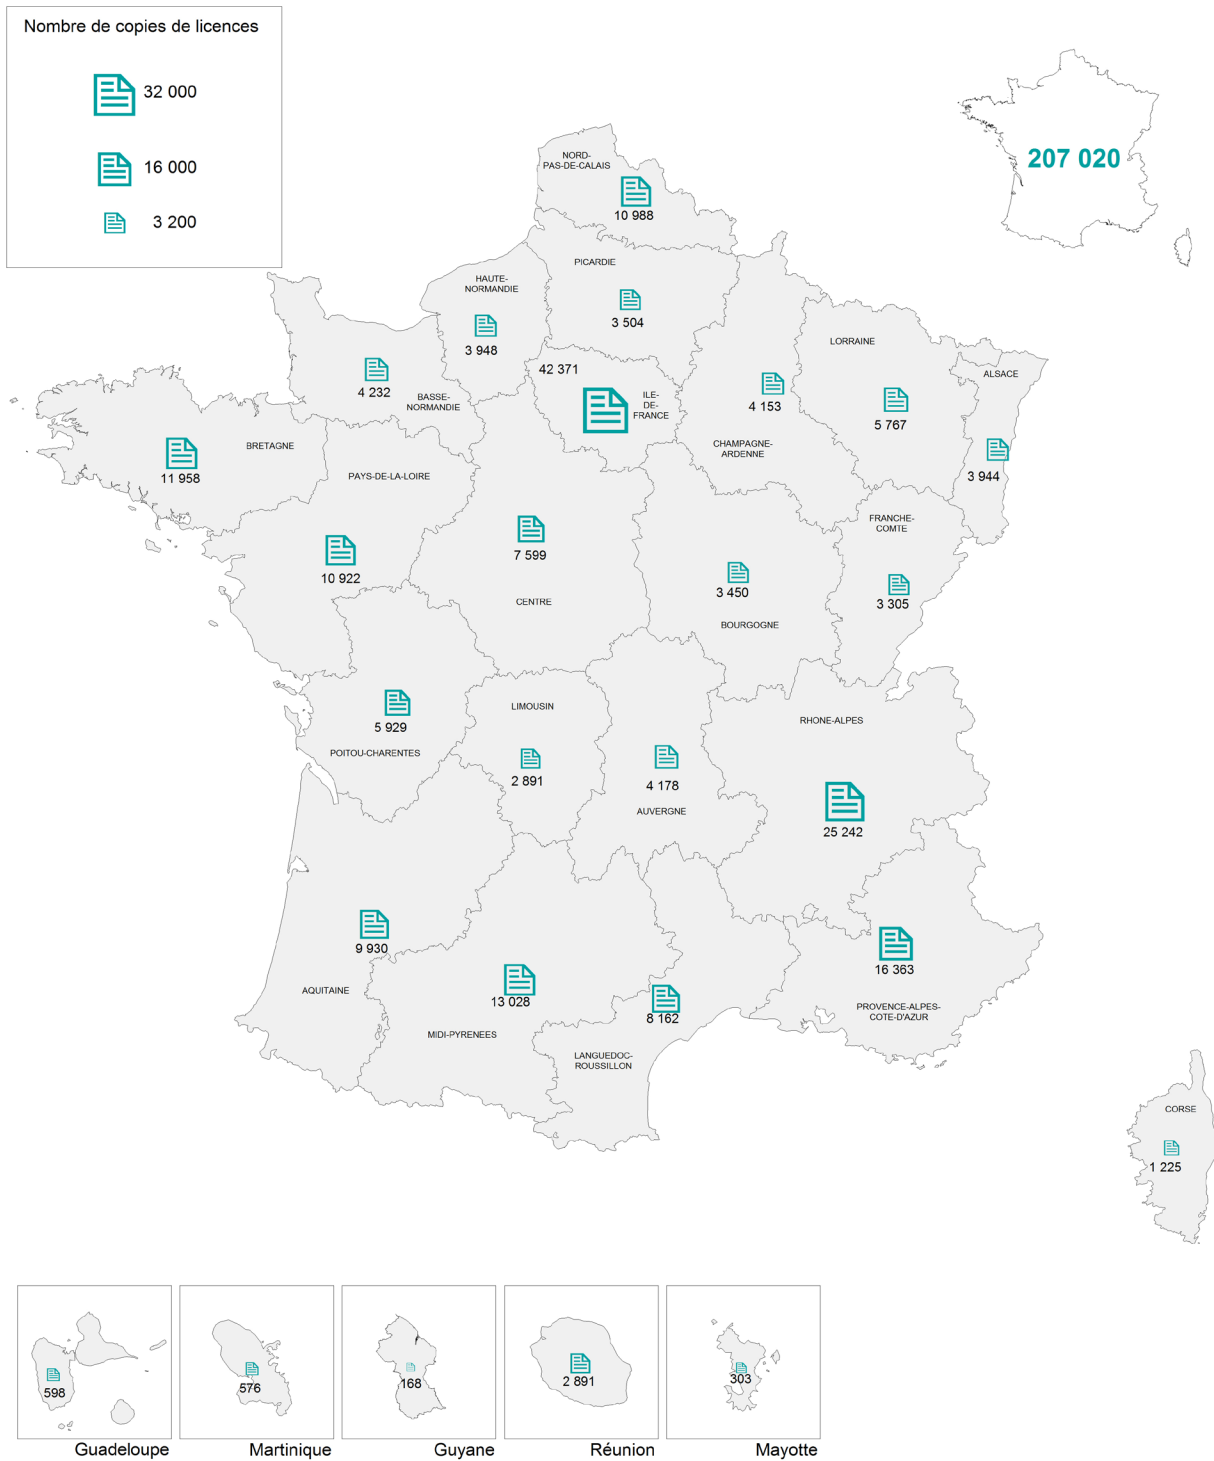 Nombre de copies de licences
32 000
16 000
3 200
207 020
NORD-
PAS-DE-CALAIS
10 988
PICARDIE
3 504
HAUTE-
NORMANDIE
3 948
42 371
ILE-
DE-
FRANCE
4 232
BASSE-
NORMANDIE
4 153
CHAMPAGNE-
ARDENNE
LORRAINE
5 767
ALSACE
3 944
BRETAGNE
11 958
PAYS-DE-LA-LOIRE
10 922
7 599
CENTRE
3 450
BOURGOGNE
FRANCHE-
COMTE
3 305
5 929
POITOU-CHARENTES
LIMOUSIN
2 891
4 178
AUVERGNE
RHONE-ALPES
25 242
9 930
AQUITAINE
13 028
MIDI-PYRENEES
8 162
LANGUEDOC-
ROUSSILLON
16 363
PROVENCE-ALPES-
COTE-D'AZUR
CORSE
1 225
598
Guadeloupe
576
Martinique
168
Guyane
2 891
Réunion
303
Mayotte